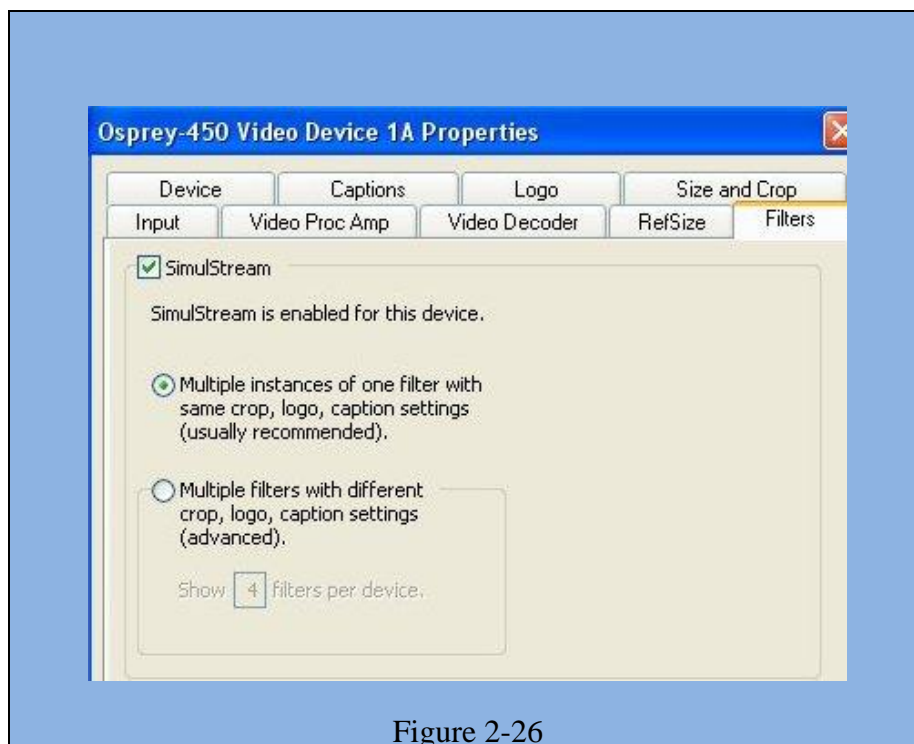 Osprey-450 Video Device 1A Properties
Device Captions Logo Size and Crop
Input Video Proc Amp Video Decoder RefSize Filters
SimulStream
SimulStream is enabled for this device.
Multiple instances of one filter with
same crop, logo, caption settings
(usually recommended).
Multiple filters with different
crop, logo, caption settings
(advanced).
Show 4 filters per device.
Figure 2-26